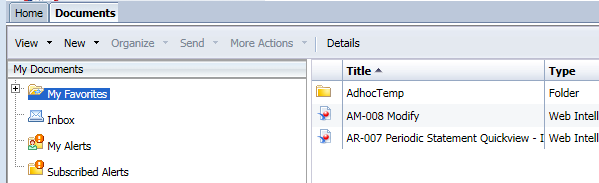 Home Documents
View New Organize Send More Actions Details
My Documents
My Favorites
Inbox
My Alerts
Subscribed Alerts
Title Type
AdhocTemp Folder
AM-008 Modify Web Intell
AR-007 Periodic Statement Quickview - I Web Intell